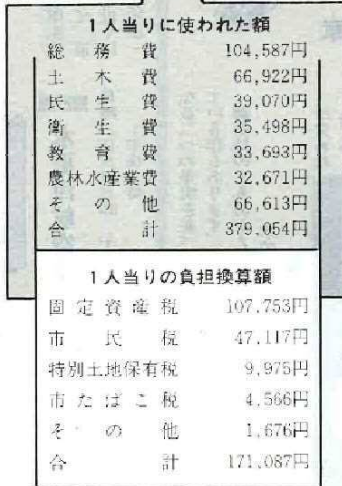 1人当りに使われた額
総務費 104,587円
土木費 66,922円
民生費 39,070円
衛生費 35,498円
教育費 33,693円
農林水産業費 32,671円
その他 66,613円
合計 379,054円
1人当りの負担換算額
固定資産税 107,753円
市民税 47,117円
特別土地保有税 9,975円
市たばこ税 4,566円
その他 1,676円
合計 171,087円